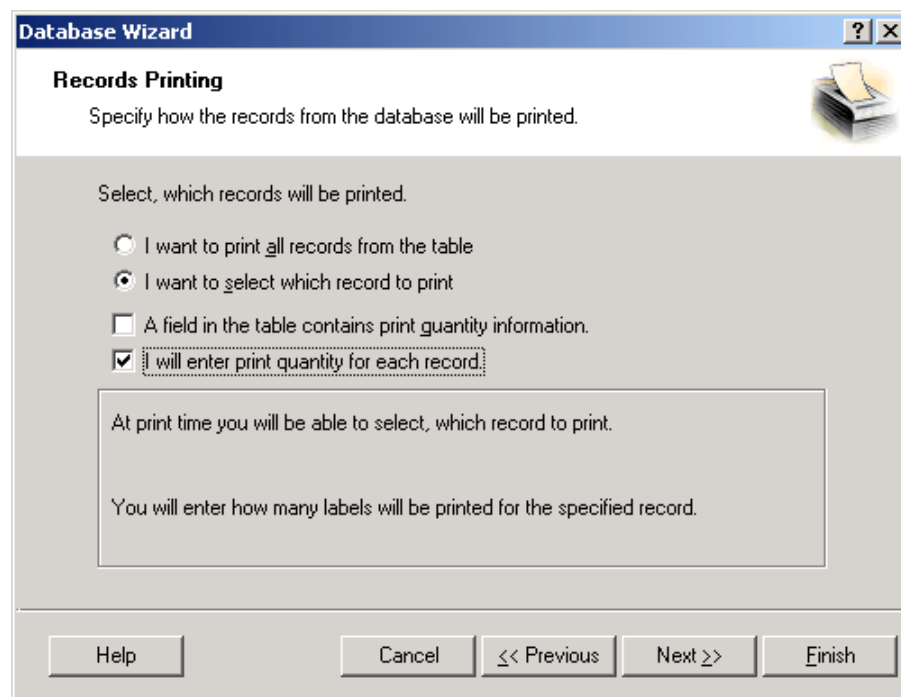 Database Wizard
Records Printing
Specify how the records from the database will be printed.
Select, which records will be printed.
I want to print all records from the table
I want to select which record to print
A field in the table contains print quantity information.
I will enter print quantity for each record.
At print time you will be able to select, which record to print.
You will enter how many labels will be printed for the specified record.
Help Cancel << Previous Next >> Finish